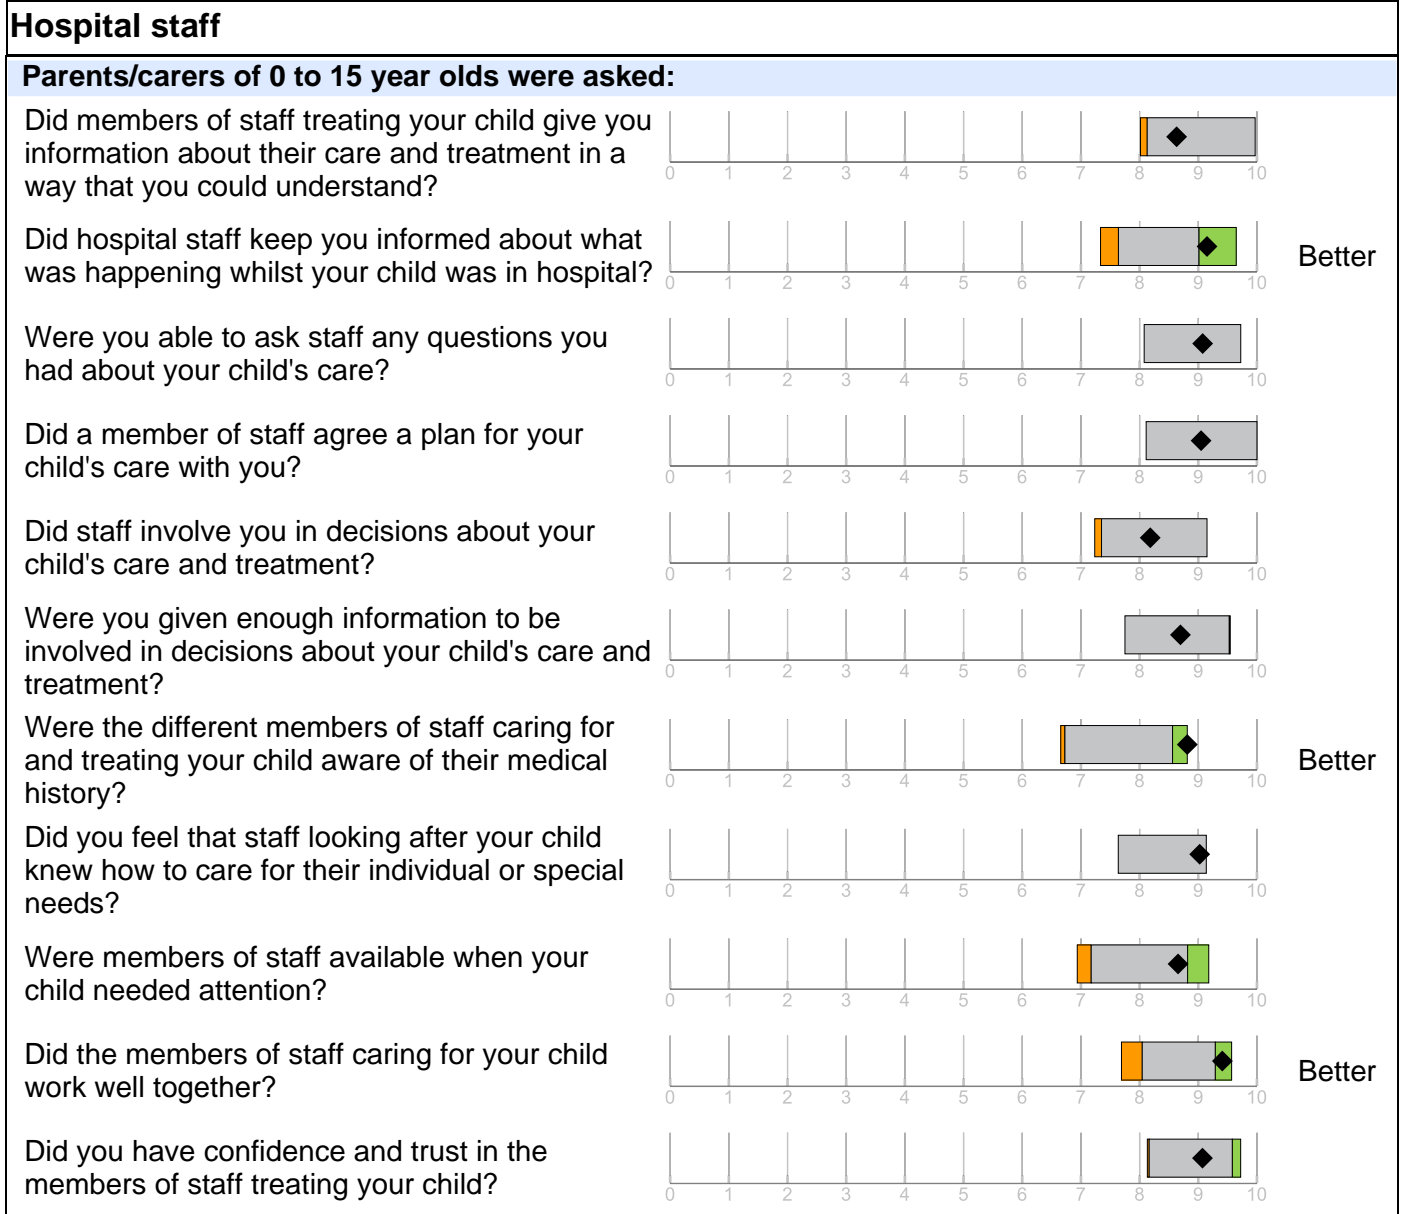 Hospital staff
Parents/carers of 0 to 15 year olds were asked:
Did members of staff treating your child give you
information about their care and treatment in a
way that you could understand?
0 1 2 3 4 5 6 7 8 9 10
Did hospital staff keep you informed about what
was happening whilst your child was in hospital?
Better
0 1 2 3 4 5 6 7 8 9 10
Were you able to ask staff any questions you
had about your child's care?
0 1 2 3 4 5 6 7 8 9 10
Did a member of staff agree a plan for your
child's care with you?
0 1 2 3 4 5 6 7 8 9 10
Did staff involve you in decisions about your
child's care and treatment?
0 1 2 3 4 5 6 7 8 9 10
Were you given enough information to be
involved in decisions about your child's care and
treatment?
0 1 2 3 4 5 6 7 8 9 10
Were the different members of staff caring for
and treating your child aware of their medical
history?
Better
0 1 2 3 4 5 6 7 8 9 10
Did you feel that staff looking after your child
knew how to care for their individual or special
needs?
0 1 2 3 4 5 6 7 8 9 10
Were members of staff available when your
child needed attention?
0 1 2 3 4 5 6 7 8 9 10
Did the members of staff caring for your child
work well together?
Better
0 1 2 3 4 5 6 7 8 9 10
Did you have confidence and trust in the
members of staff treating your child?
0 1 2 3 4 5 6 7 8 9 10